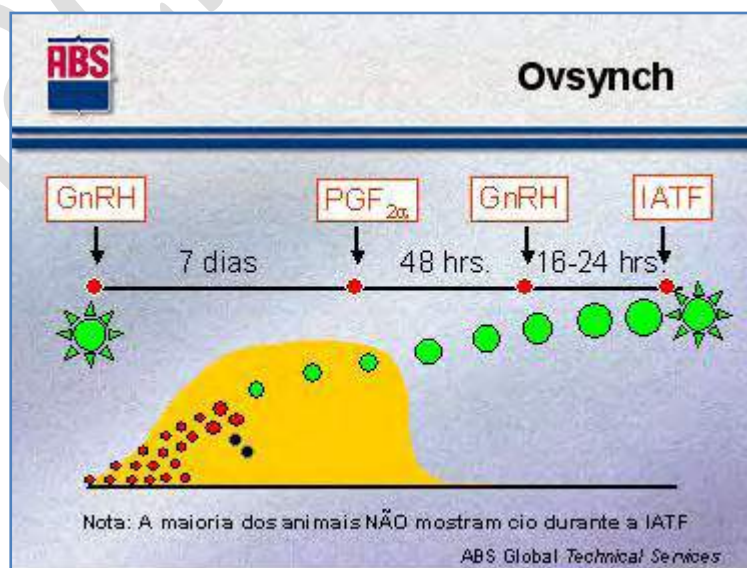 ABS
Ovsynch
GnRH PGF2α GnRH IATF
7 dias 48 hrs. 16-24 hrs.
Nota: A maioria dos animais NÃO mostram cio durante a IATF
ABS Global Technical Services